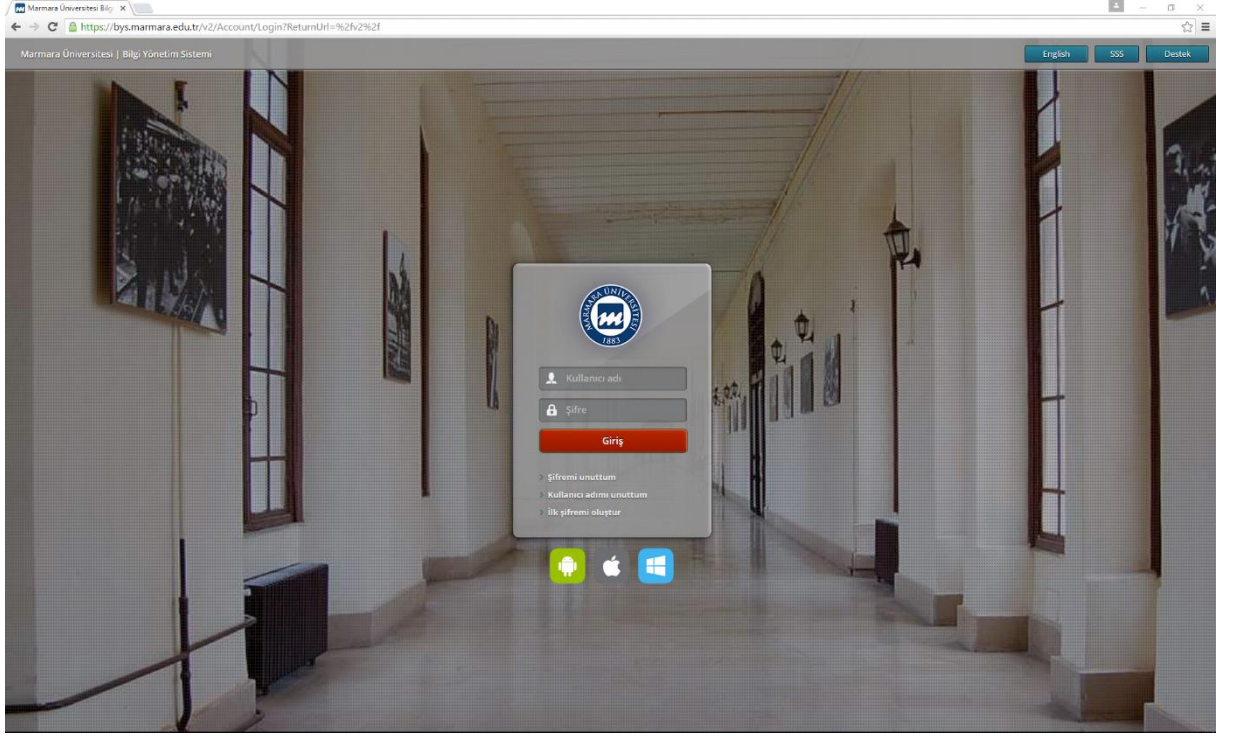 Marmara Üniversitesi Bilg
https://bys.marmara.edu.tr/v2/Account/Login?ReturnUrl=%2fv2%2f
Marmara Üniversitesi | Bilgi Yönetim Sistemi
English
SSS
Destek
MARMARA ÜNİVERSİTESİ
m
1883
Kullanıcı adı
Şifre
Giriş
> Şifremi unuttum
> Kullanıcı adımı unuttum
> İlk şifremi oluştur